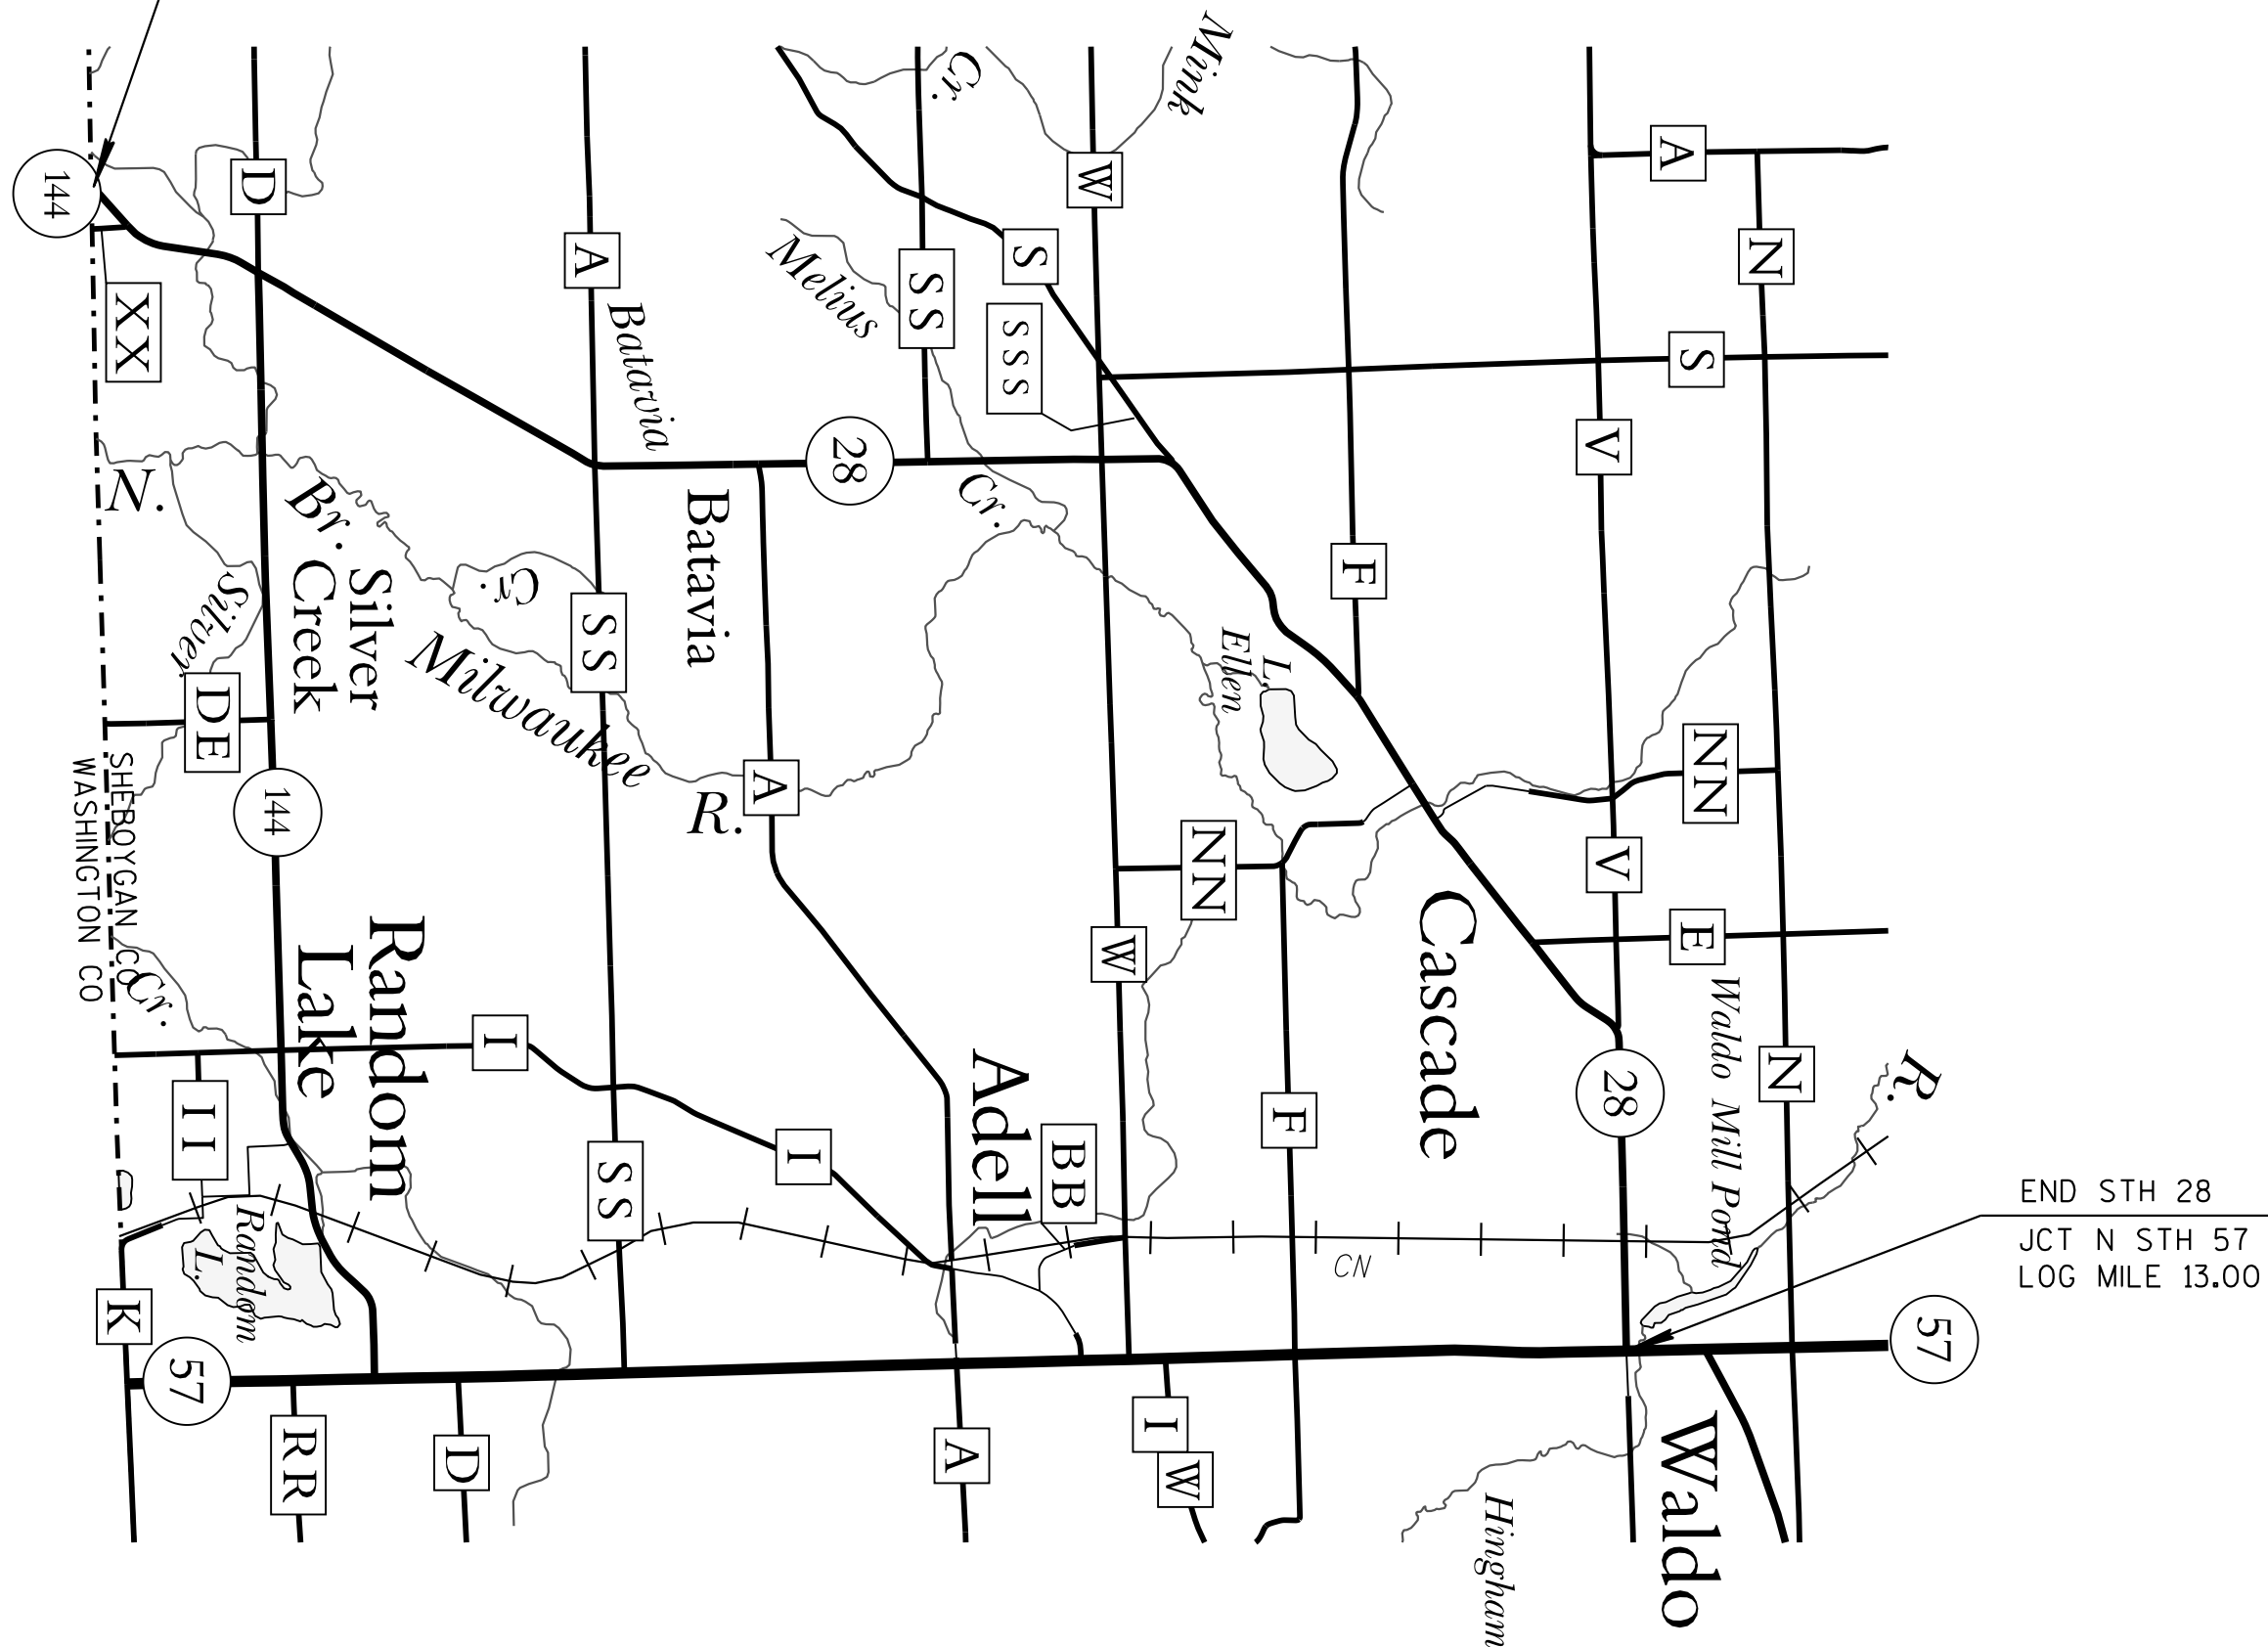 144
XX
D
A
Batavia
Melius
Cr.
SS
S
SSS
W
Mink
A
N
S
V
F
28
Cr.
N.
Br.
Silver
Creek
Silver
DE
SHEBOYGAN CO
WASHINGTON CO
144
Cr.
Milwaukee
SS
Batavia
A
R.
L.
Ellen
NN
NN
V
W
Cascade
E
Waldo Mill Pond
N
R.
28
F
Adell
BB
I
I
SS
Random
Lake
Cr.
II
Random
L.
K
57
RR
D
A
I
W
CN
END STH 28
JCT N STH 57
LOG MILE 13.00
57
Waldo
Hingham